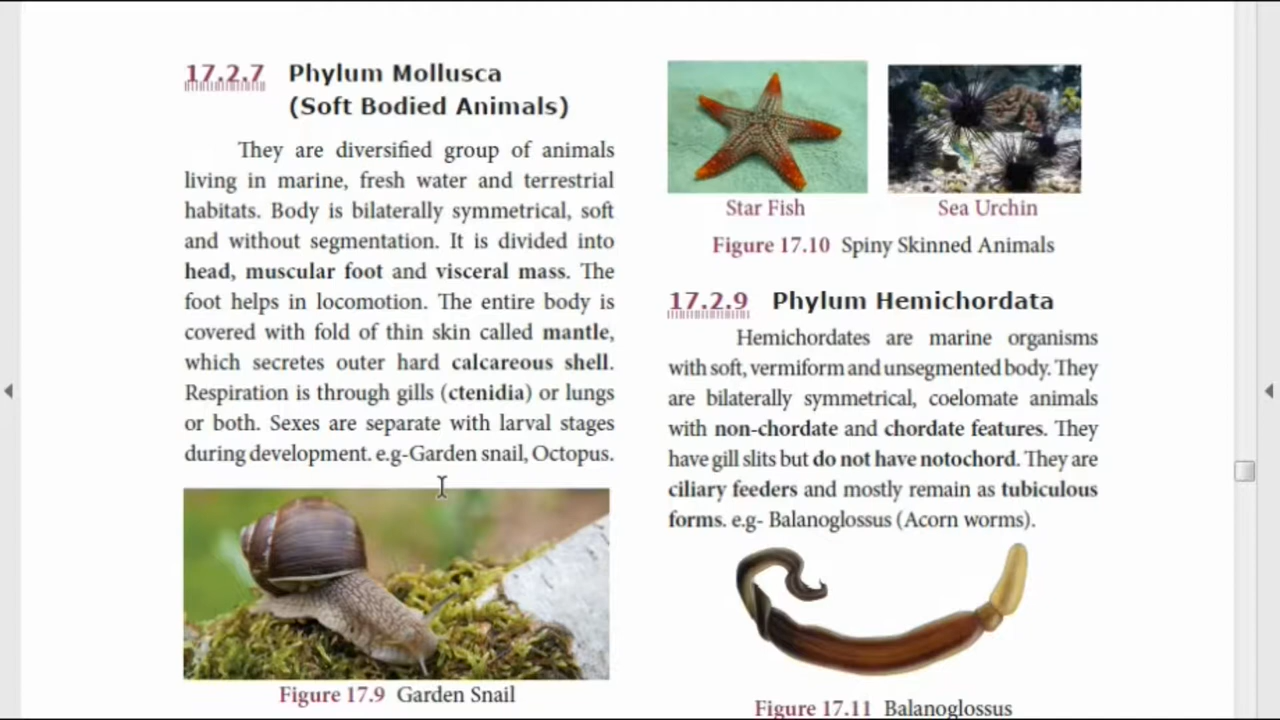 17.2.7 Phylum Mollusca
(Soft Bodied Animals)
They are diversified group of animals
living in marine, fresh water and terrestrial
habitats. Body is bilaterally symmetrical, soft
and without segmentation. It is divided into
head, muscular foot and visceral mass. The
foot helps in locomotion. The entire body is
covered with fold of thin skin called mantle,
which secretes outer hard calcareous shell.
Respiration is through gills (ctenidia) or lungs
or both. Sexes are separate with larval stages
during development. e.g-Garden snail, Octopus.
Figure 17.9 Garden Snail
Star Fish
Sea Urchin
Figure 17.10 Spiny Skinned Animals
17.2.9 Phylum Hemichordata
Hemichordates are marine organisms
with soft, vermiform and unsegmented body. They
are bilaterally symmetrical, coelomate animals
with non-chordate and chordate features. They
have gill slits but do not have notochord. They are
ciliary feeders and mostly remain as tubiculous
forms. e.g- Balanoglossus (Acorn worms).
Figure 17.11 Balanoglossus